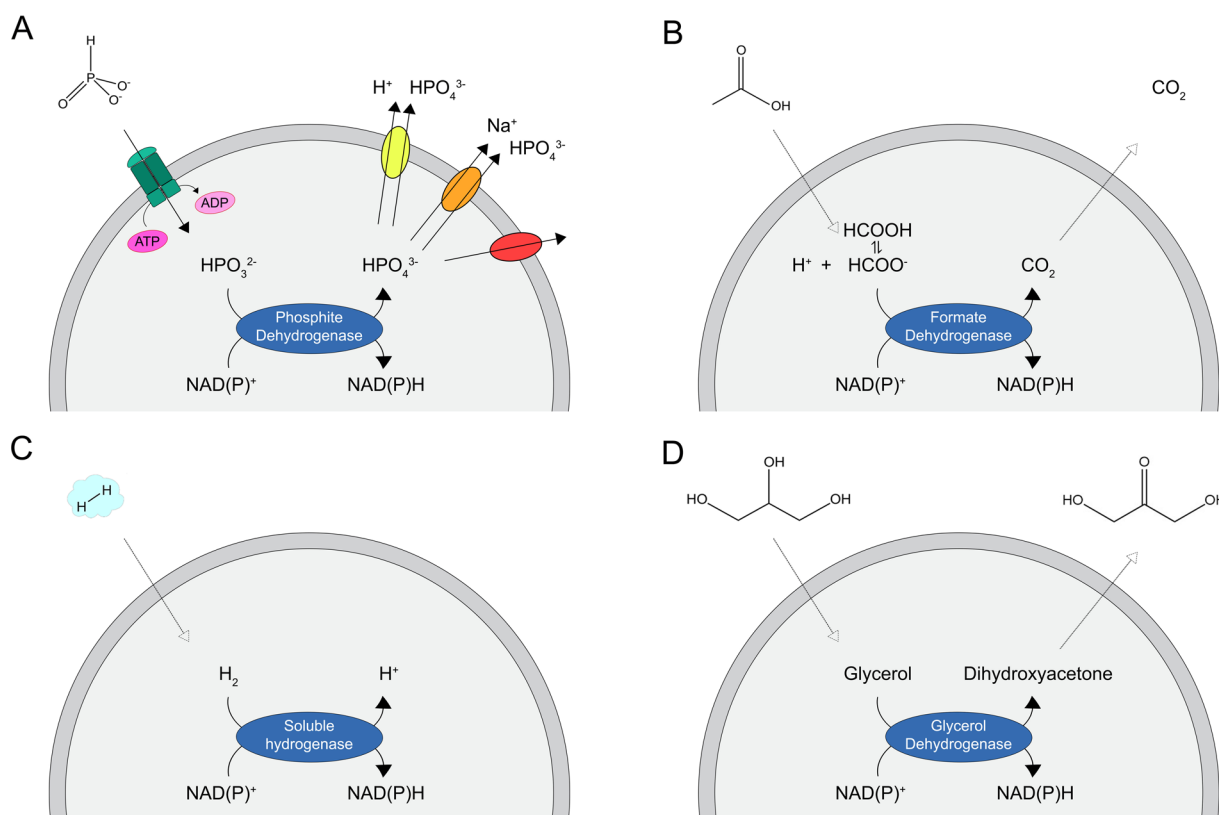 A
H
P
O
O-
O-
H+ HPO₄³⁻
Na+
HPO₄³⁻
ADP
ATP
HPO₃²⁻ HPO₄³⁻
Phosphite
Dehydrogenase
NAD(P)⁺ NAD(P)H
B
O
OH
CO₂
HCOOH
⇌
H⁺ + HCOO⁻ CO₂
Formate
Dehydrogenase
NAD(P)⁺ NAD(P)H
C
H
H
H₂ H⁺
Soluble
hydrogenase
NAD(P)⁺ NAD(P)H
D
OH
HO OH
O
HO OH
Glycerol Dihydroxyacetone
Glycerol
Dehydrogenase
NAD(P)⁺ NAD(P)H